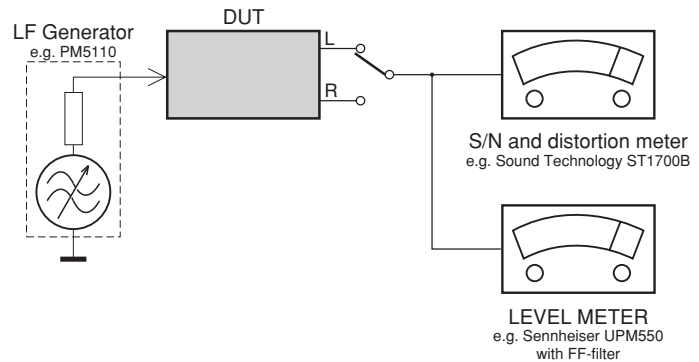 LF Generator
e.g. PM5110
DUT
L
R
S/N and distortion meter
e.g. Sound Technology ST1700B
LEVEL METER
e.g. Sennheiser UPM550
with FF-filter